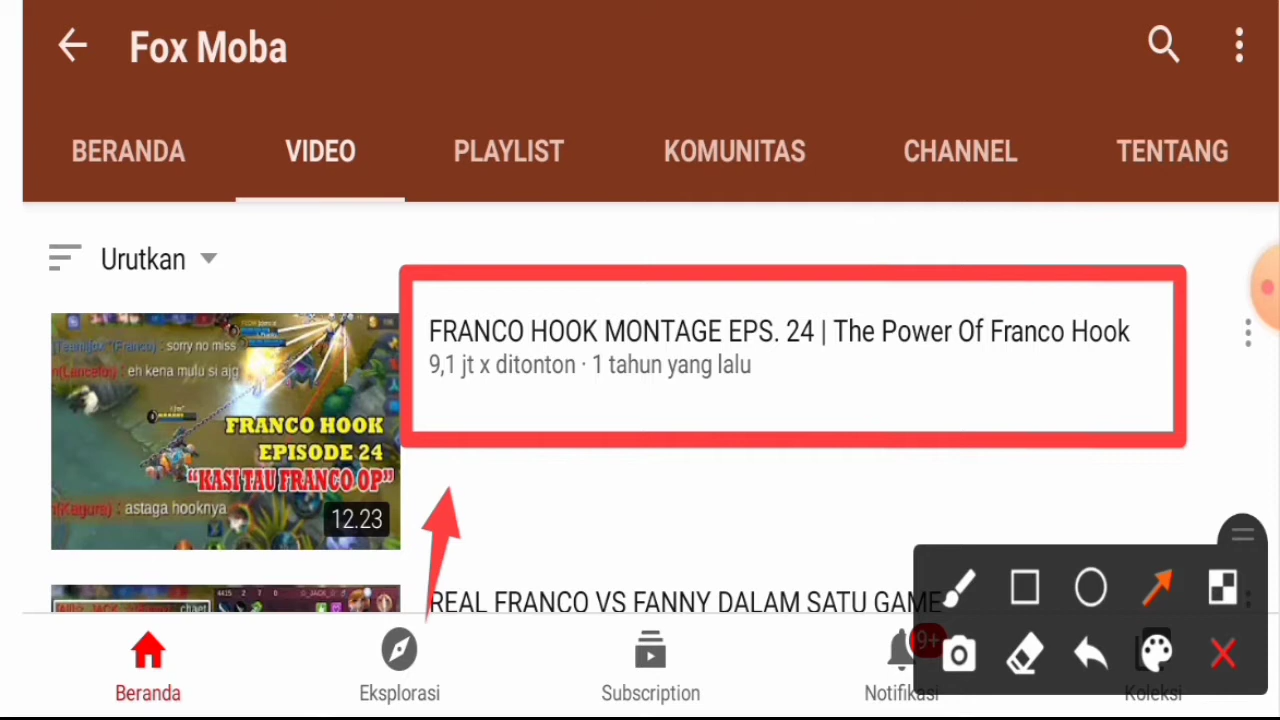 Fox Moba
BERANDA
VIDEO
PLAYLIST
KOMUNITAS
CHANNEL
TENTANG
Urutkan
(Franco) : sorry no miss
(Lancelot) : eh kena mulu si ajg
FRANCO HOOK
EPISODE 24
"KASI TAU FRANCO OP"
(Kagura) : astaga hooknya
12.23
FRANCO HOOK MONTAGE EPS. 24 | The Power Of Franco Hook
9,1 jt x ditonton · 1 tahun yang lalu
REAL FRANCO VS FANNY DALAM SATU GAME
9+
Beranda
Eksplorasi
Subscription
Notifikasi
Koleksi